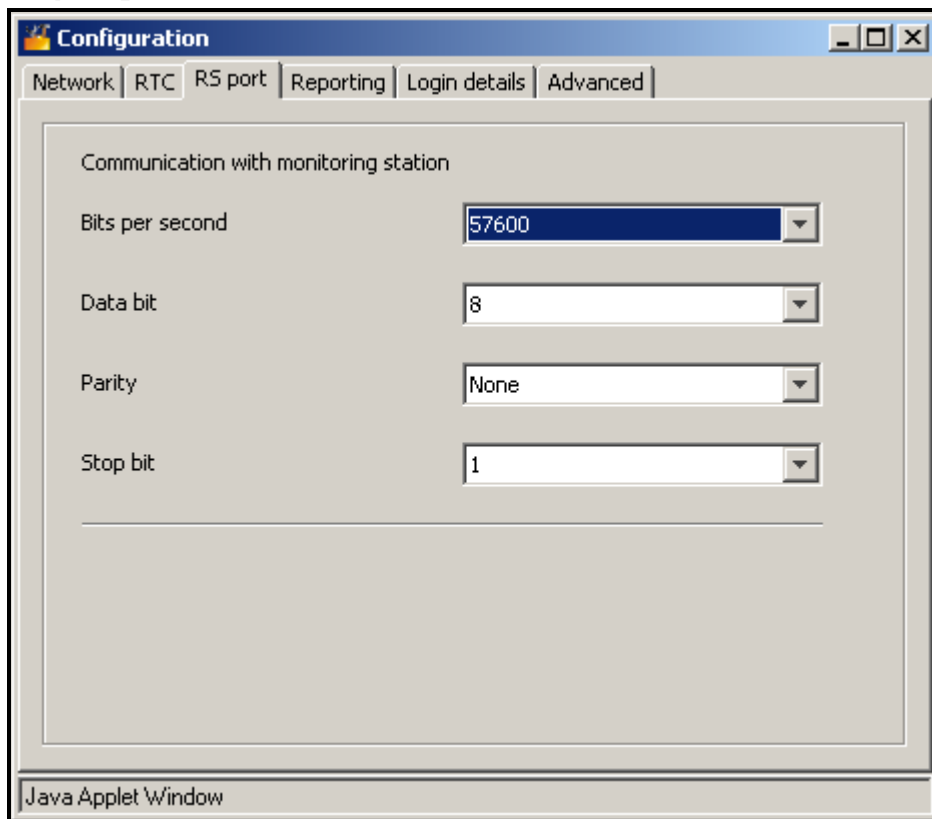 Configuration
Network RTC RS port Reporting Login details Advanced
Communication with monitoring station
Bits per second 57600
Data bit 8
Parity None
Stop bit 1
Java Applet Window